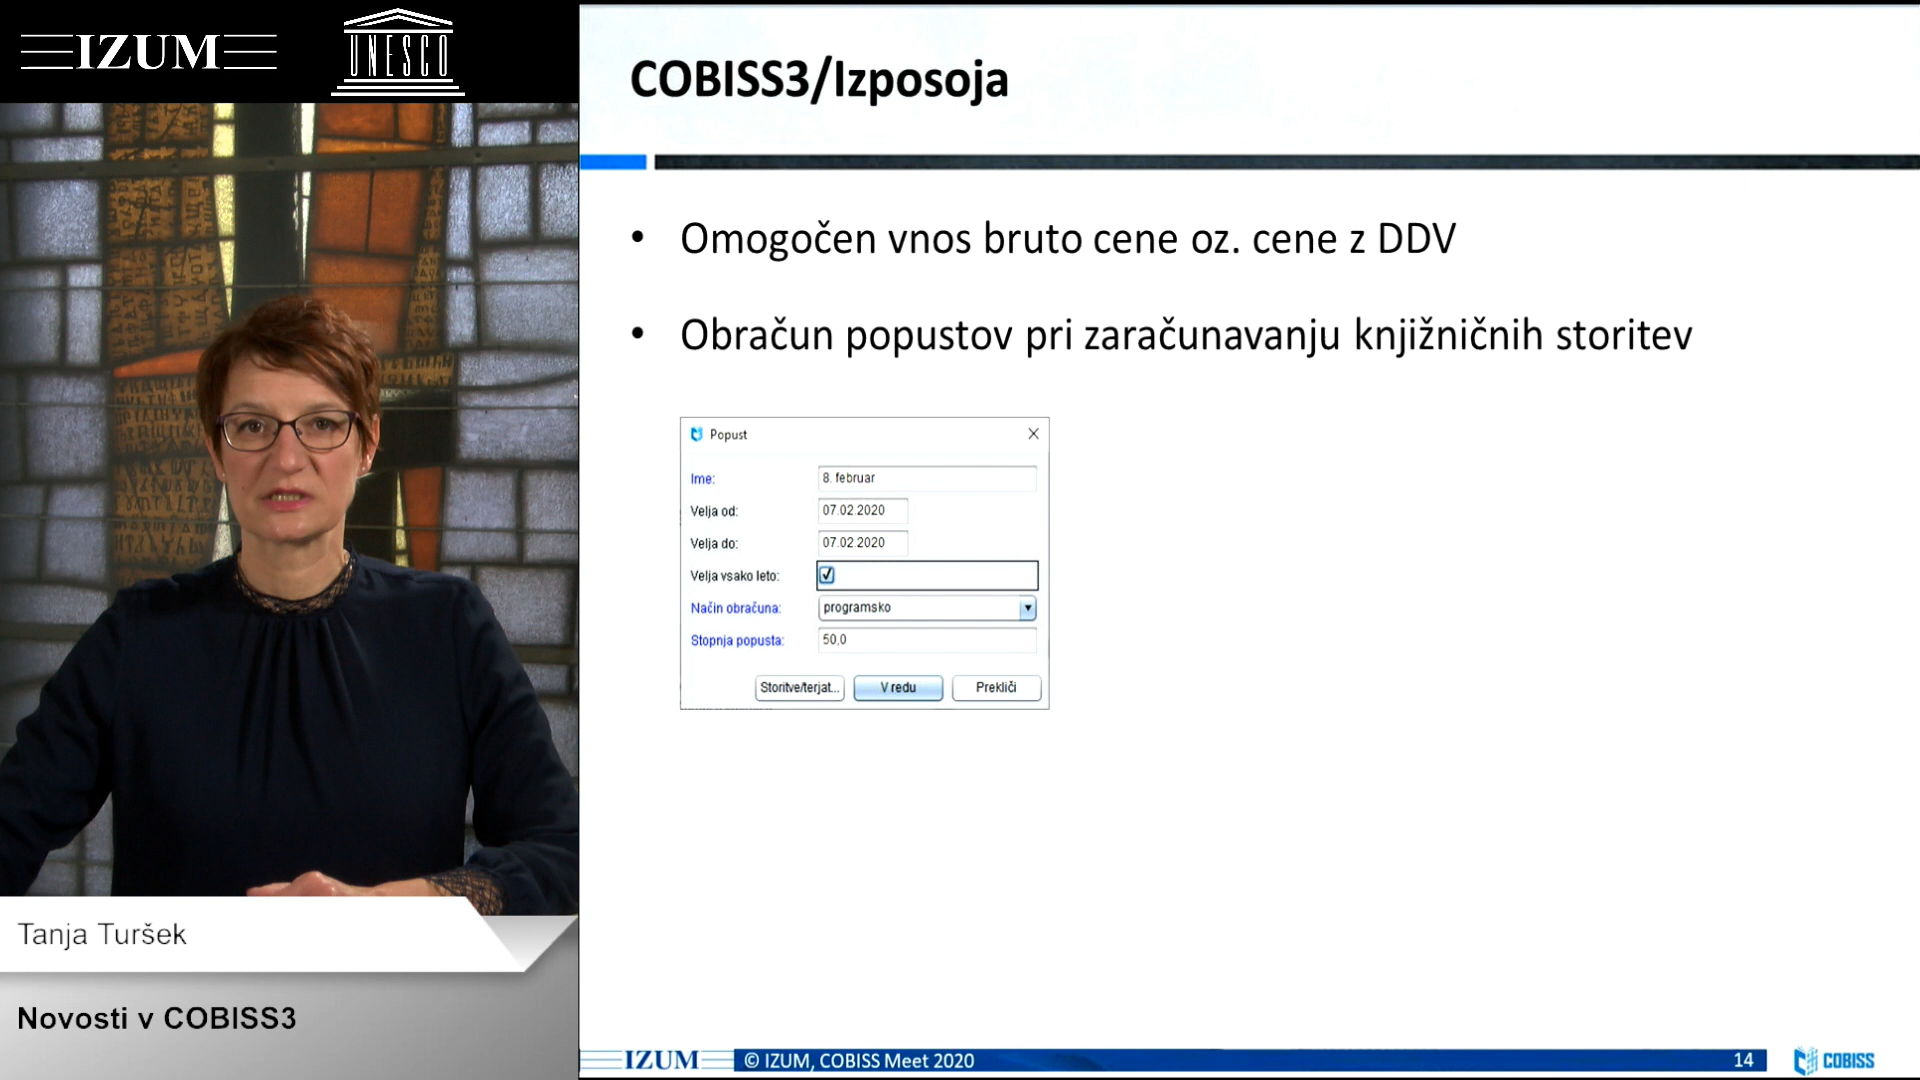 IZUM
UNESCO
COBISS3/Izposoja
• Omogočen vnos bruto cene oz. cene z DDV
• Obračun popustov pri zaračunavanju knjižničnih storitev
Popust
Ime: 8. februar
Velja od: 07.02.2020
Velja do: 07.02.2020
Velja vsako leto:
Način obračuna: programsko
Stopnja popusta: 50,0
Storitve/terjat... V redu Prekliči
Tanja Turšek
Novosti v COBISS3
IZUM © IZUM, COBISS Meet 2020 14 COBISS